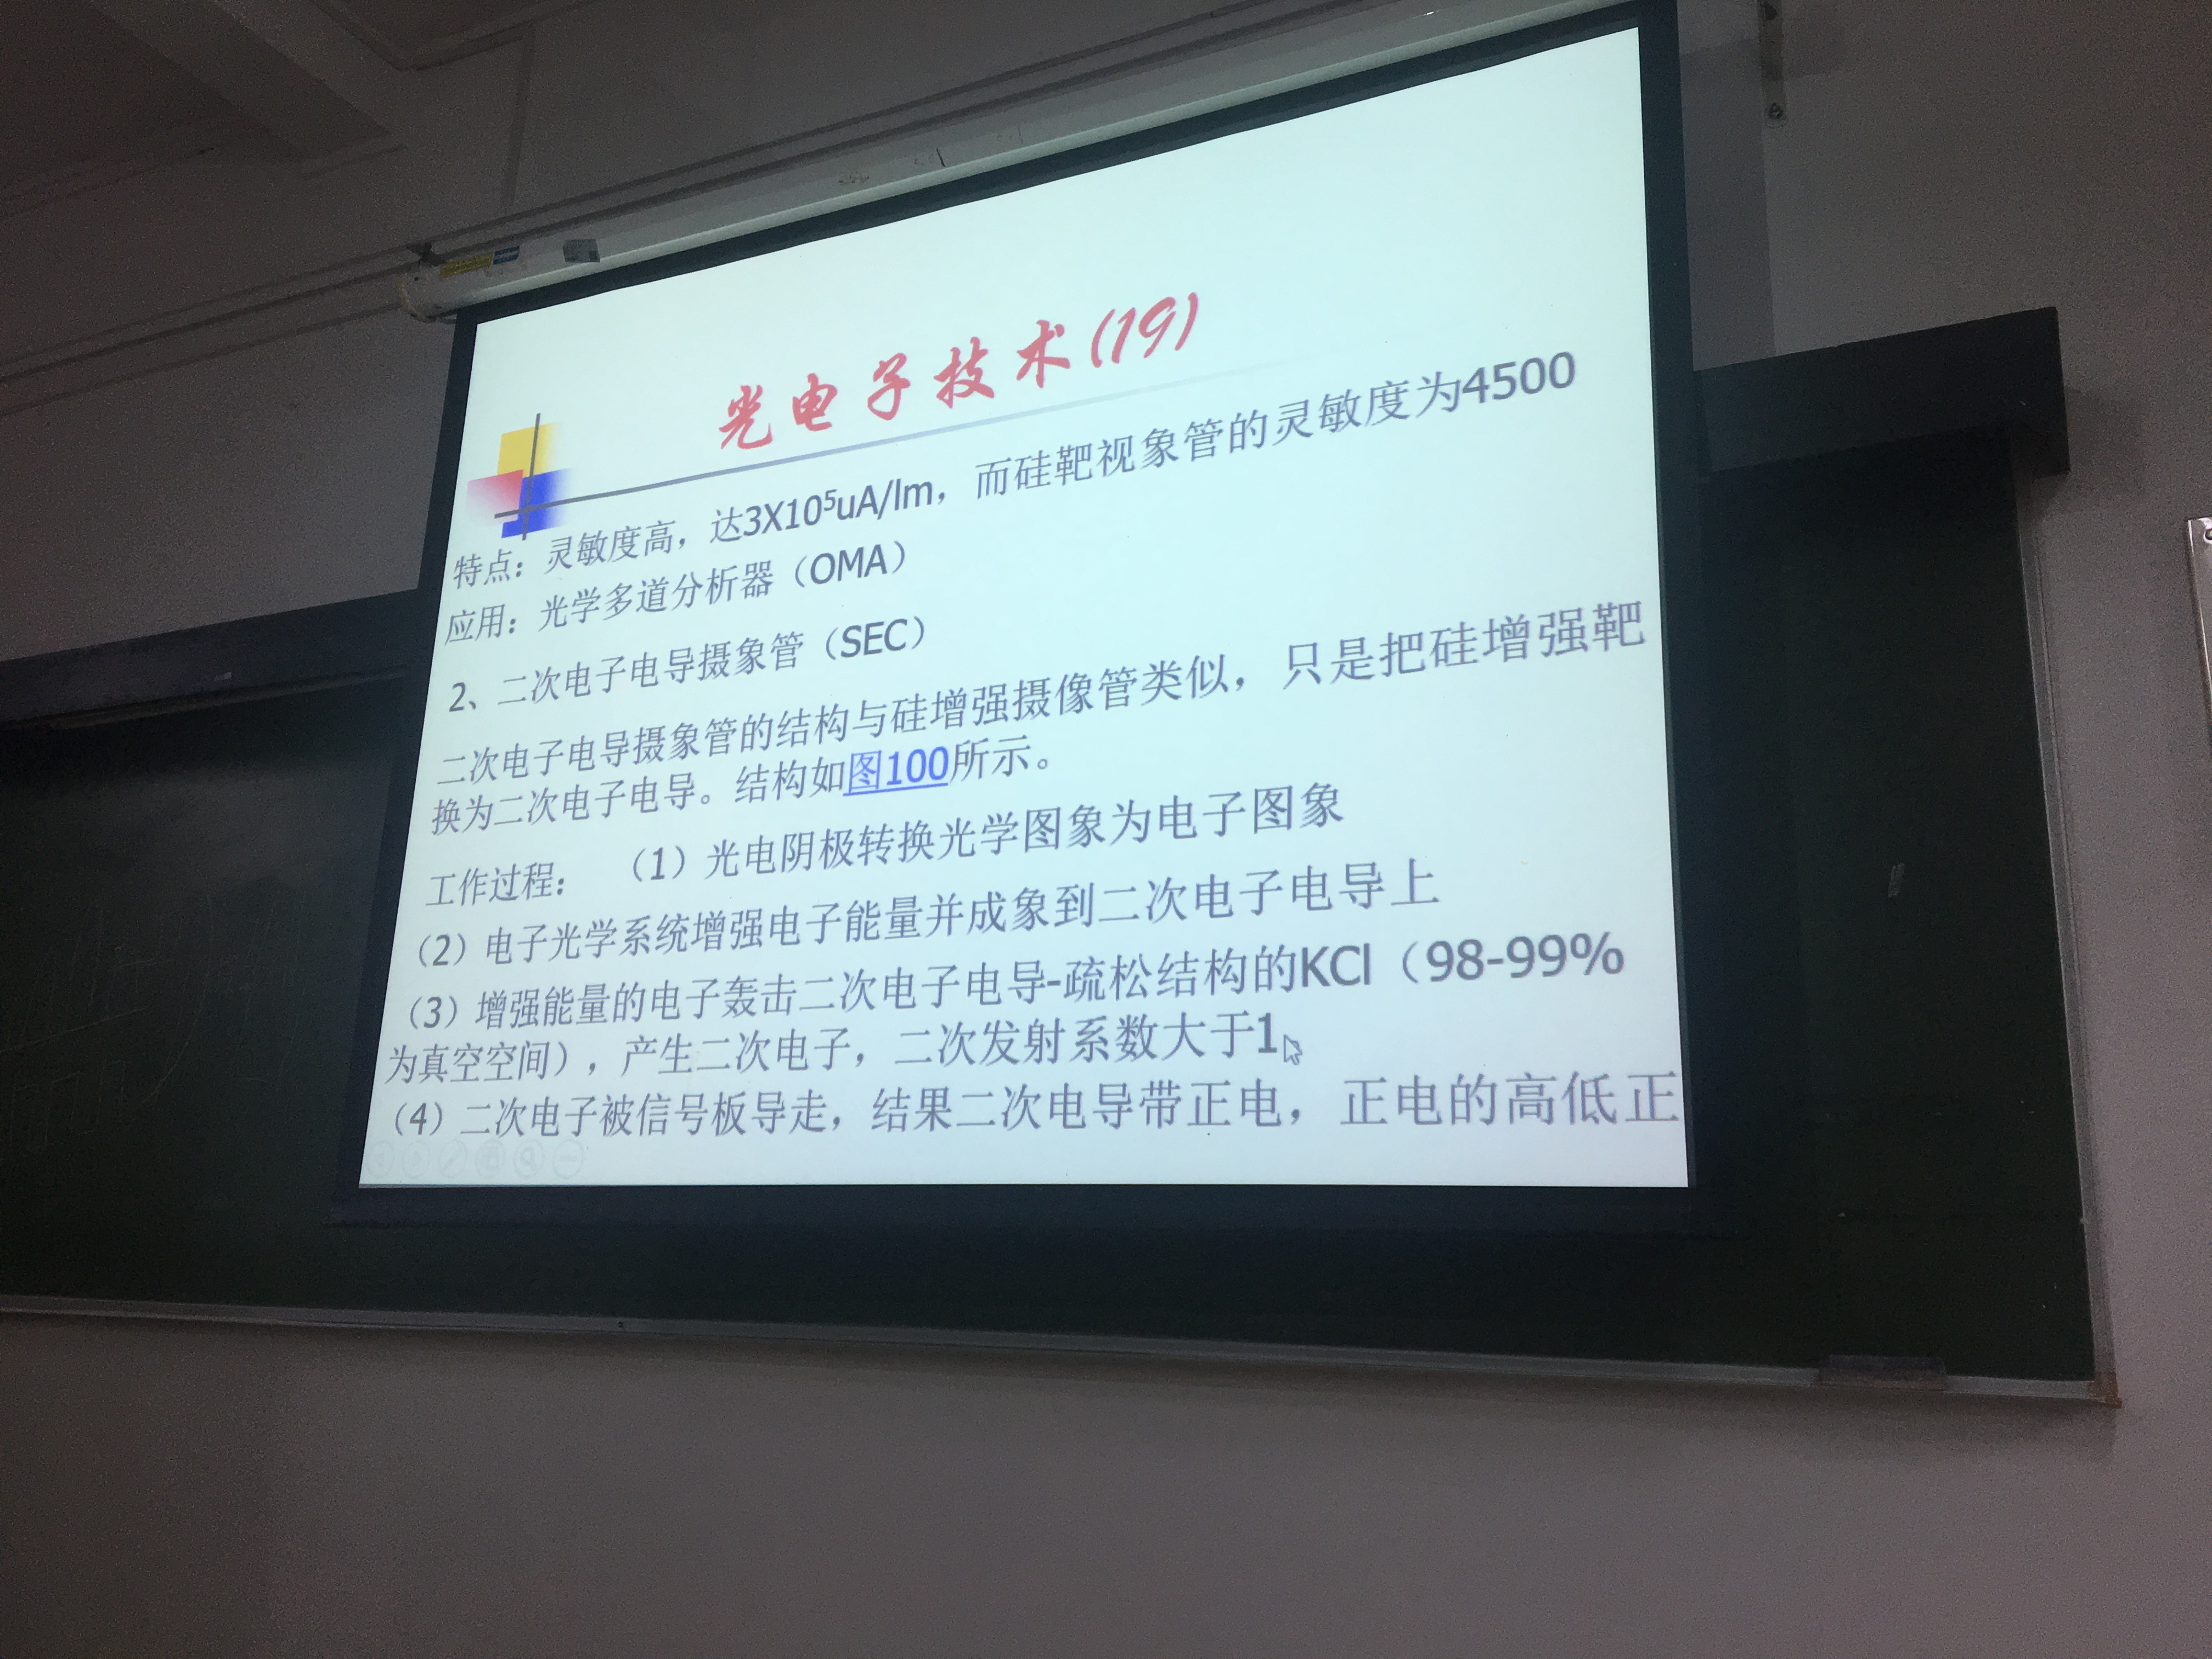 光电子技术(19)
特点：灵敏度高，达3X10⁵uA/lm，而硅靶视象管的灵敏度为4500
应用：光学多道分析器（OMA）
2、二次电子电导摄象管（SEC）
二次电子电导摄象管的结构与硅增强摄像管类似，只是把硅增强靶
换为二次电子电导。结构如图100所示。
工作过程： （1）光电阴极转换光学图象为电子图象
（2）电子光学系统增强电子能量并成象到二次电子电导上
（3）增强能量的电子轰击二次电子电导-疏松结构的KCl（98-99%
为真空空间），产生二次电子，二次发射系数大于1
（4）二次电子被信号板导走，结果二次电导带正电，正电的高低正